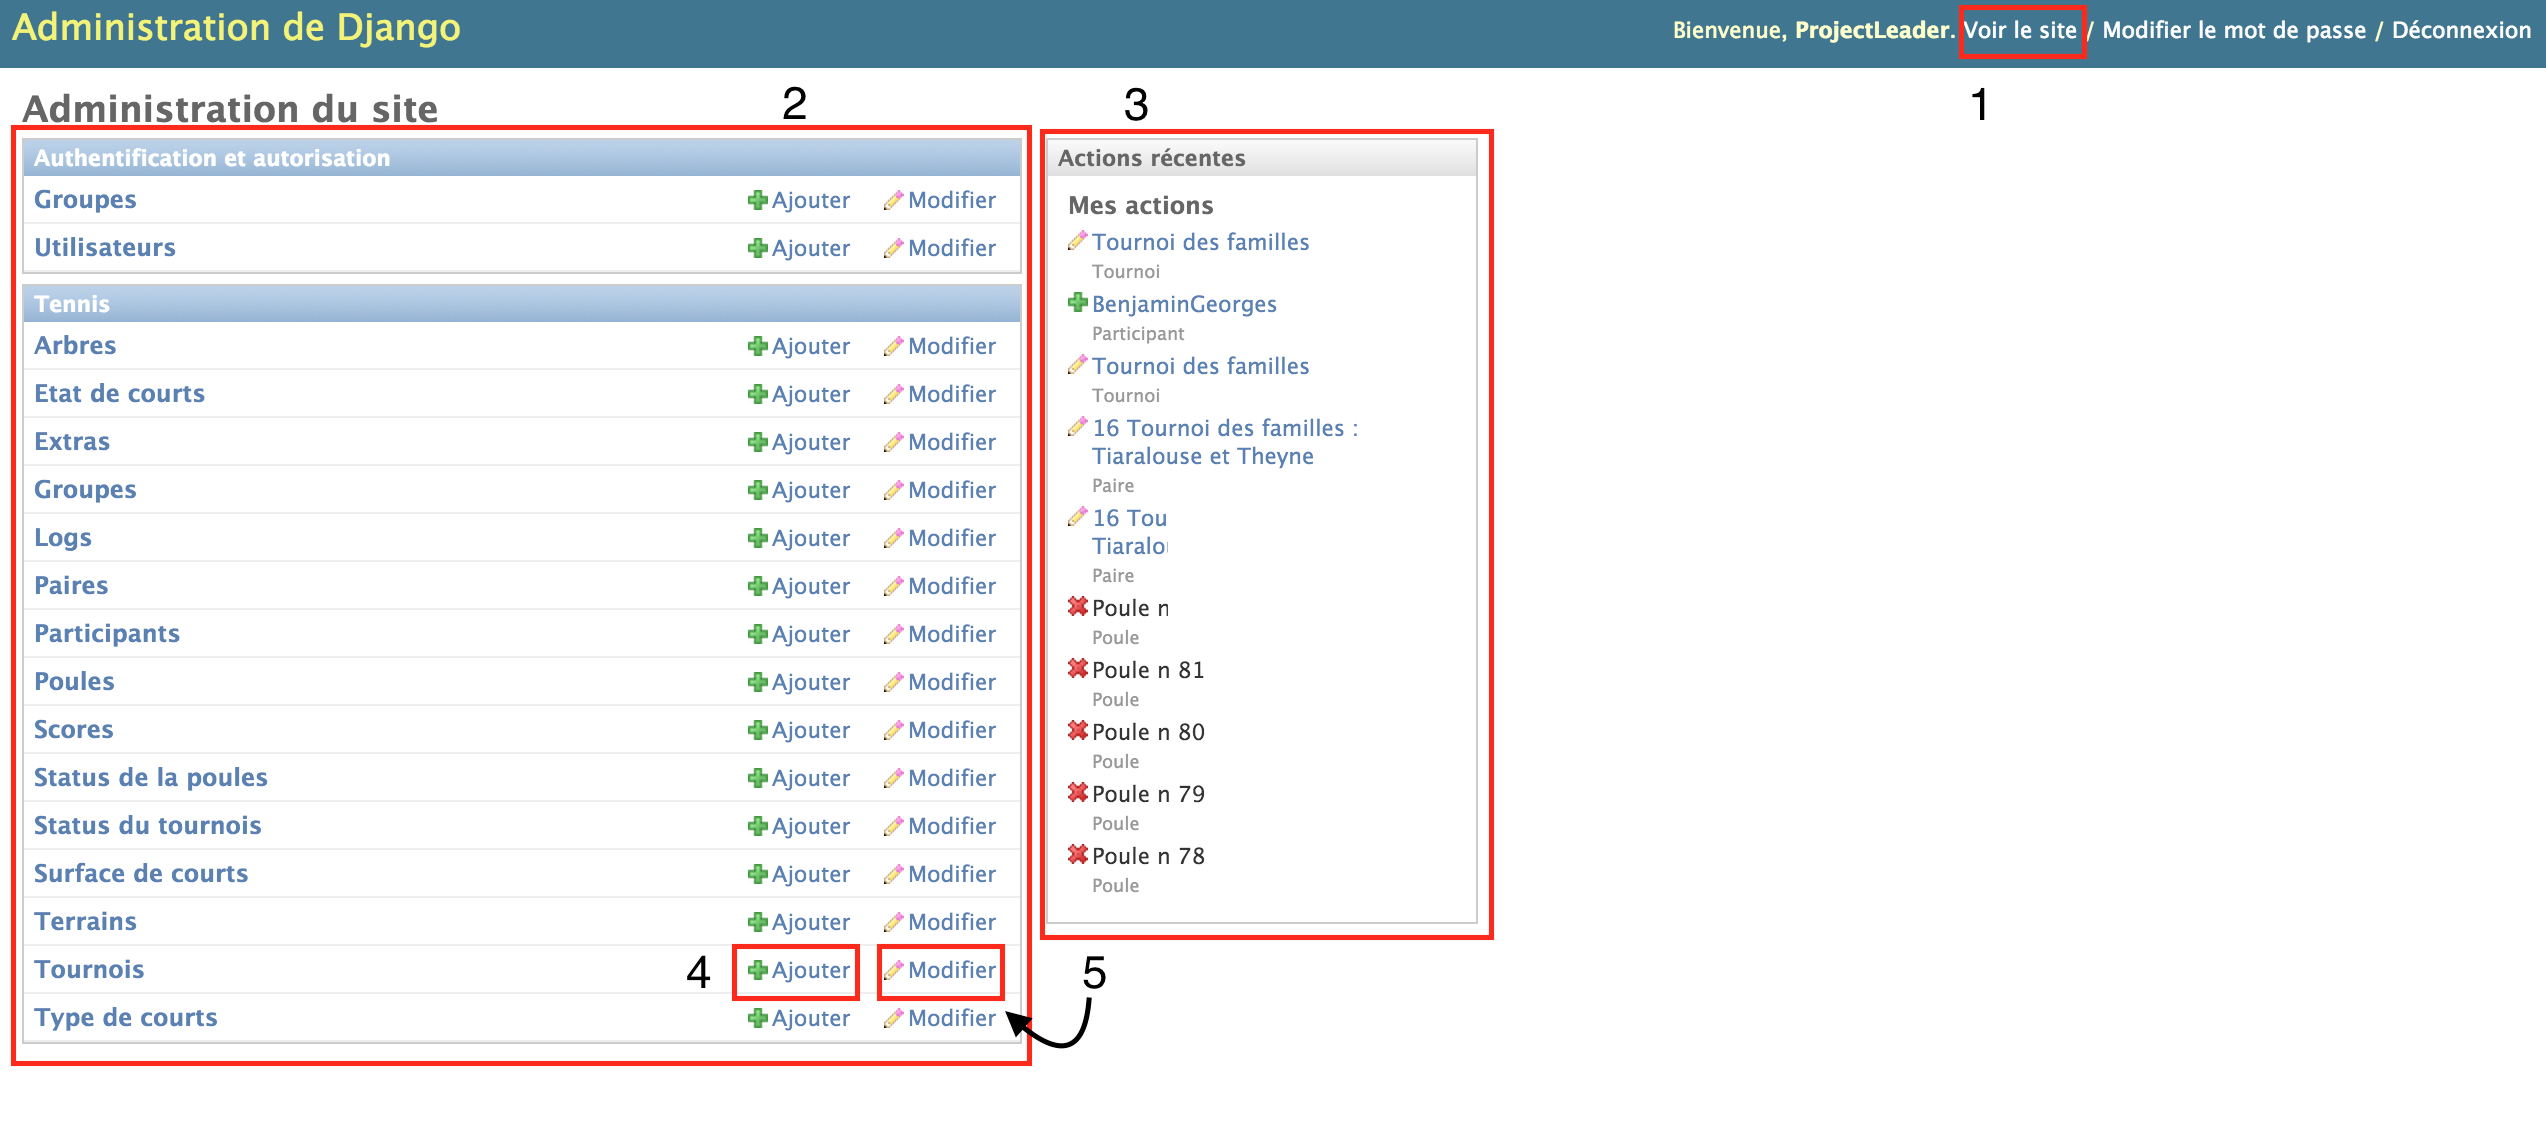 Administration de Django
Bienvenue, ProjectLeader. Voir le site / Modifier le mot de passe / Déconnexion
Administration du site
2
3
1
Authentification et autorisation
Groupes Ajouter Modifier
Utilisateurs Ajouter Modifier
Tennis
Arbres Ajouter Modifier
Etat de courts Ajouter Modifier
Extras Ajouter Modifier
Groupes Ajouter Modifier
Logs Ajouter Modifier
Paires Ajouter Modifier
Participants Ajouter Modifier
Poules Ajouter Modifier
Scores Ajouter Modifier
Status de la poules Ajouter Modifier
Status du tournois Ajouter Modifier
Surface de courts Ajouter Modifier
Terrains Ajouter Modifier
Tournois 4 Ajouter Modifier 5
Type de courts Ajouter Modifier
Actions récentes
Mes actions
Tournoi des familles
Tournoi
BenjaminGeorges
Participant
Tournoi des familles
Tournoi
16 Tournoi des familles :
Tiaralouse et Theyne
Paire
16 Tou
Tiaralo
Paire
Poule n
Poule
Poule n 81
Poule
Poule n 80
Poule
Poule n 79
Poule
Poule n 78
Poule